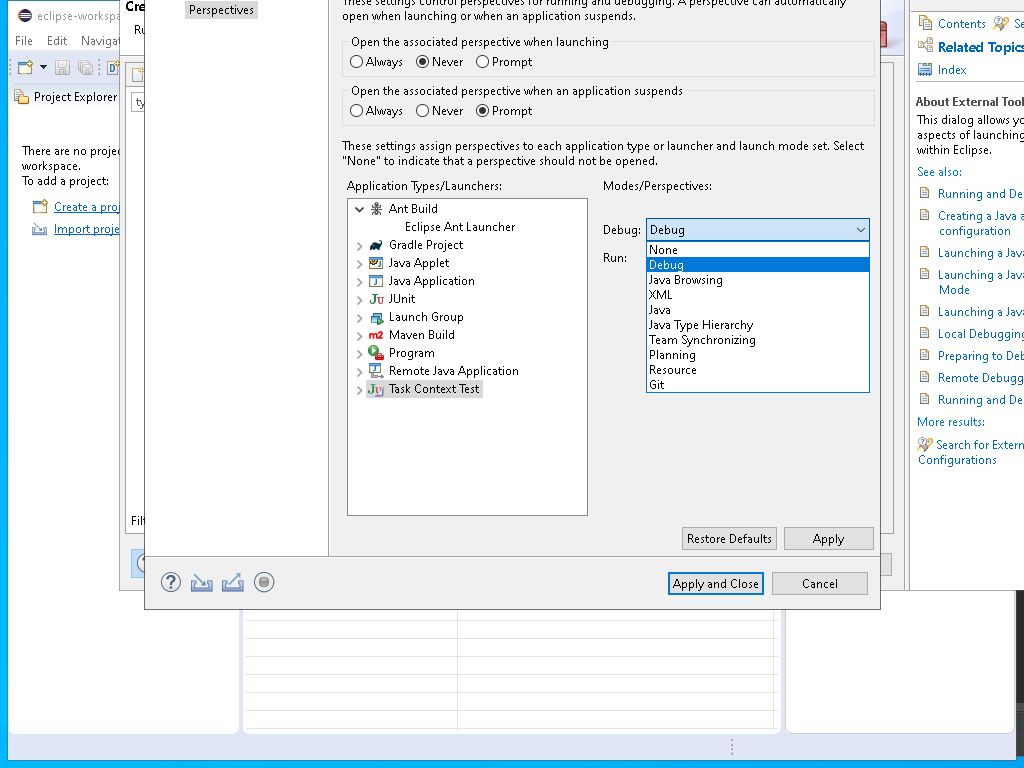 eclipse-workspa
File Edit Navigat
Project Explorer
There are no proje
workspace.
To add a project:
Create a proj
Import proje
Cre
Ru
ty
Filt
Perspectives
These settings control perspectives for running and debugging. A perspective can automatically
open when launching or when an application suspends.
Open the associated perspective when launching
Always Never Prompt
Open the associated perspective when an application suspends
Always Never Prompt
These settings assign perspectives to each application type or launcher and launch mode set. Select
"None" to indicate that a perspective should not be opened.
Application Types/Launchers:
Ant Build
Eclipse Ant Launcher
Gradle Project
Java Applet
Java Application
JUnit
Launch Group
Maven Build
Program
Remote Java Application
Task Context Test
Modes/Perspectives:
Debug: Debug
Run:
None
Debug
Java Browsing
XML
Java
Java Type Hierarchy
Team Synchronizing
Planning
Resource
Git
Restore Defaults Apply
Apply and Close Cancel
Contents Se
Related Topics
Index
About External Tool
This dialog allows yo
aspects of launching
within Eclipse.
See also:
Running and De
Creating a Java a
configuration
Launching a Java
Launching a Java
Mode
Launching a Java
Local Debugging
Preparing to Deb
Remote Debugg
Running and De
More results:
Search for Extern
Configurations